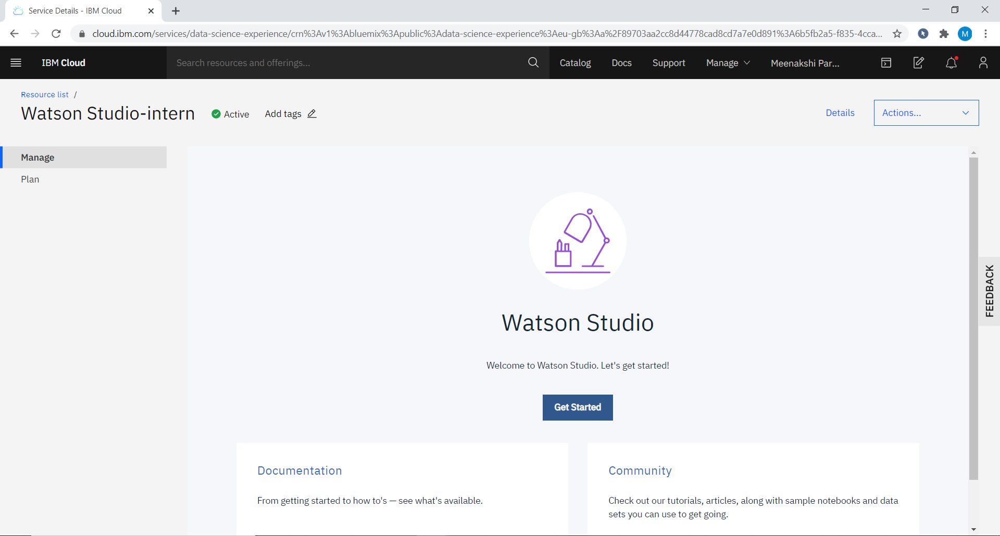 Service Details - IBM Cloud
cloud.ibm.com/services/data-science-experience/crn%3Av1%3Abluemix%3Apublic%3Adata-science-experience%3Aeu-gb%3Aa%2F89703aa2cc8d44778cad8cd7a7e0d891%3A6b5fb2a5-f835-4cca...
M
IBM Cloud
Search resources and offerings...
Catalog
Docs
Support
Manage
Meenakshi Par...
Resource list /
Watson Studio-intern
Active
Add tags
Details
Actions...
Manage
Plan
Watson Studio
Welcome to Watson Studio. Let's get started!
Get Started
FEEDBACK
Documentation
From getting started to how to's — see what's available.
Community
Check out our tutorials, articles, along with sample notebooks and data
sets you can use to get going.